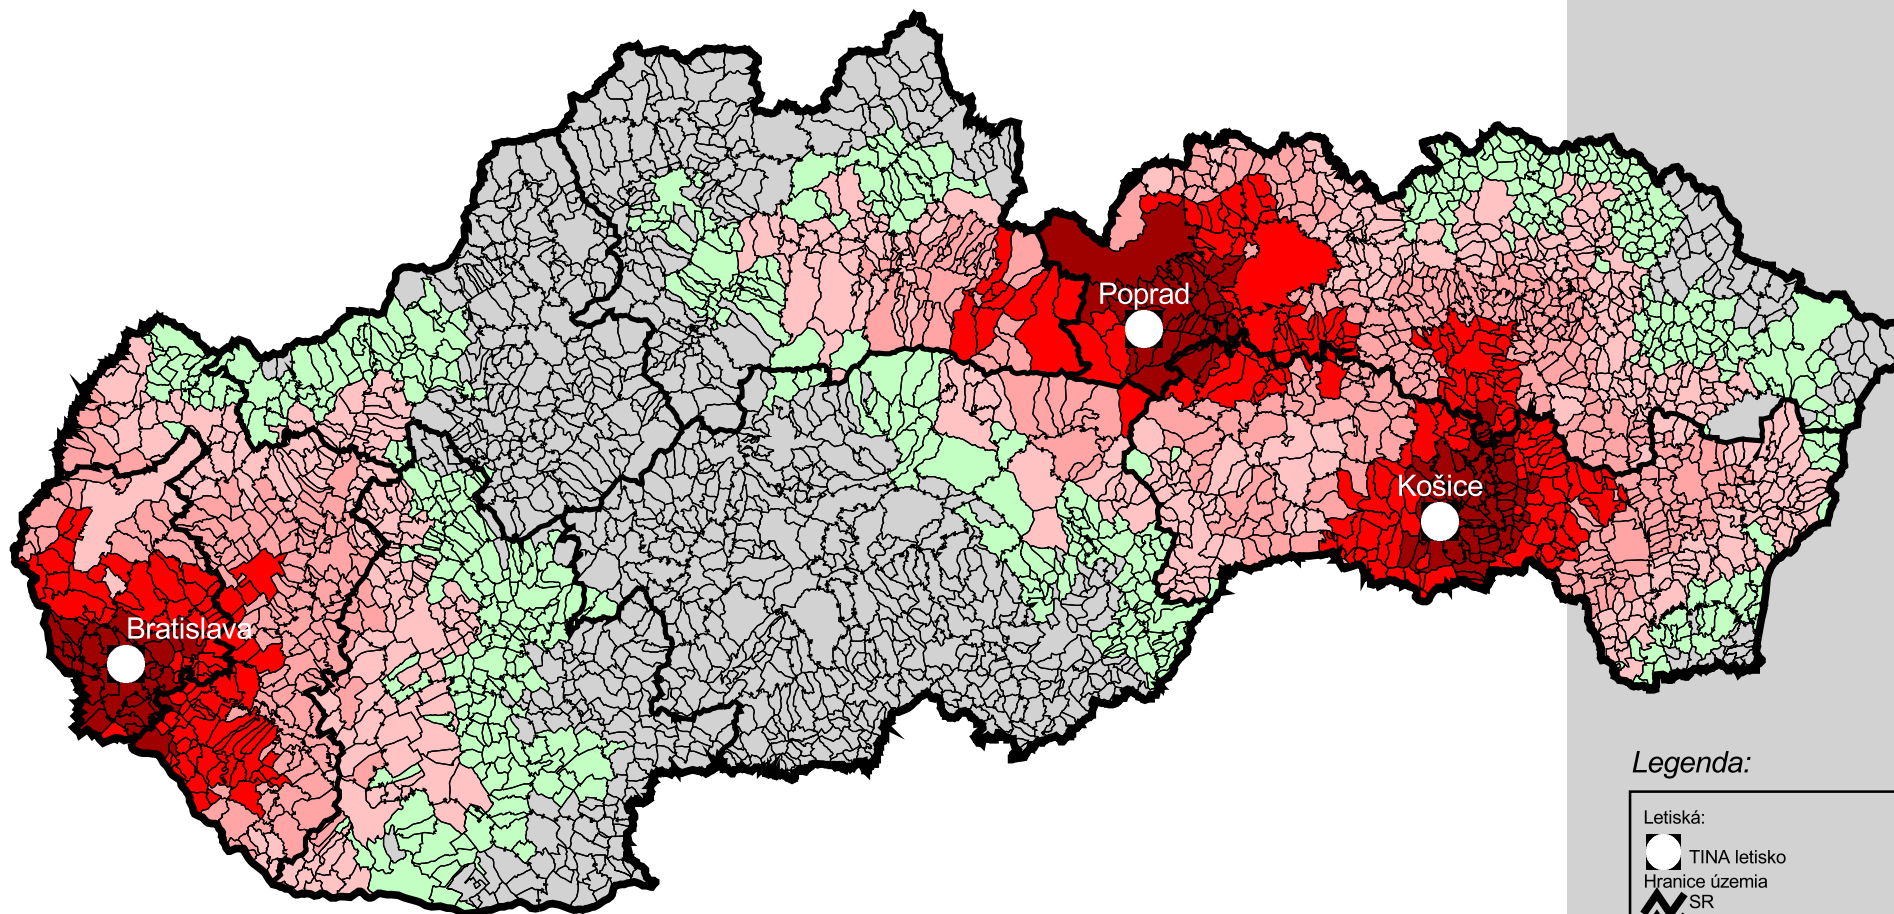 Poprad
Košice
Bratislava
Legenda:
Letiská:
TINA letisko
Hranice územia
SR